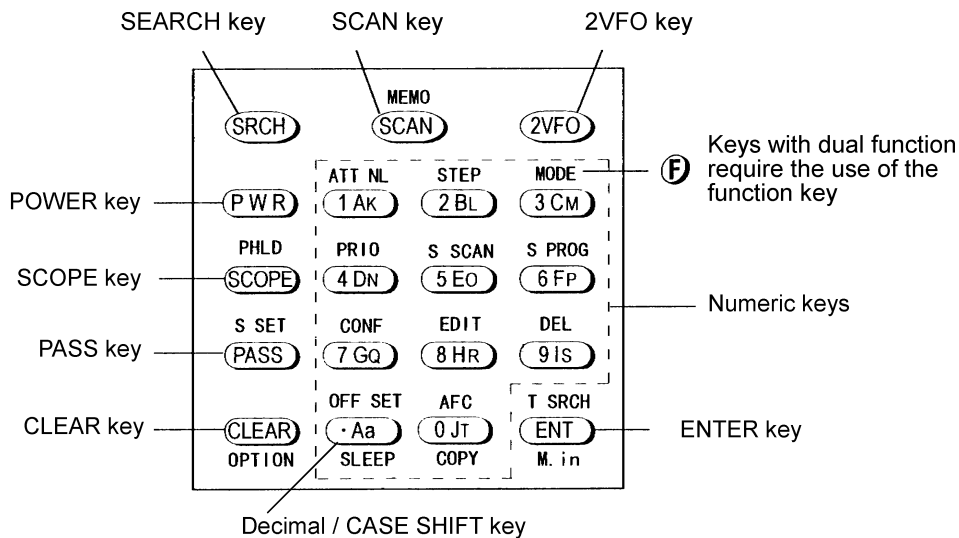 SEARCH key SCAN key 2VFO key
MEMO
SRCH SCAN 2VFO
Keys with dual function
F require the use of the
function key
ATT NL STEP MODE
POWER key PWR 1 AK 2 BL 3 CM
PHLD PRIO S SCAN S PROG
SCOPE key SCOPE 4 DN 5 EO 6 FP
Numeric keys
S SET CONF EDIT DEL
PASS key PASS 7 GQ 8 HR 9 IS
OFF SET AFC T SRCH
CLEAR key CLEAR ·Aa 0 JT ENT ENTER key
OPTION SLEEP COPY M.in
Decimal / CASE SHIFT key